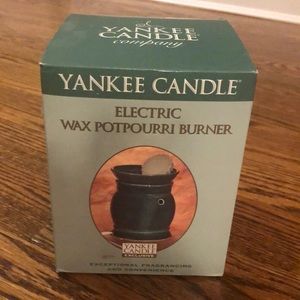 YANKEE
CANDLE
company
YANKEE CANDLE®
ELECTRIC
WAX POTPOURRI BURNER
YANKEE
CANDLE
EXCLUSIVE
EXCEPTIONAL FRAGRANCING
AND CONVENIENCE